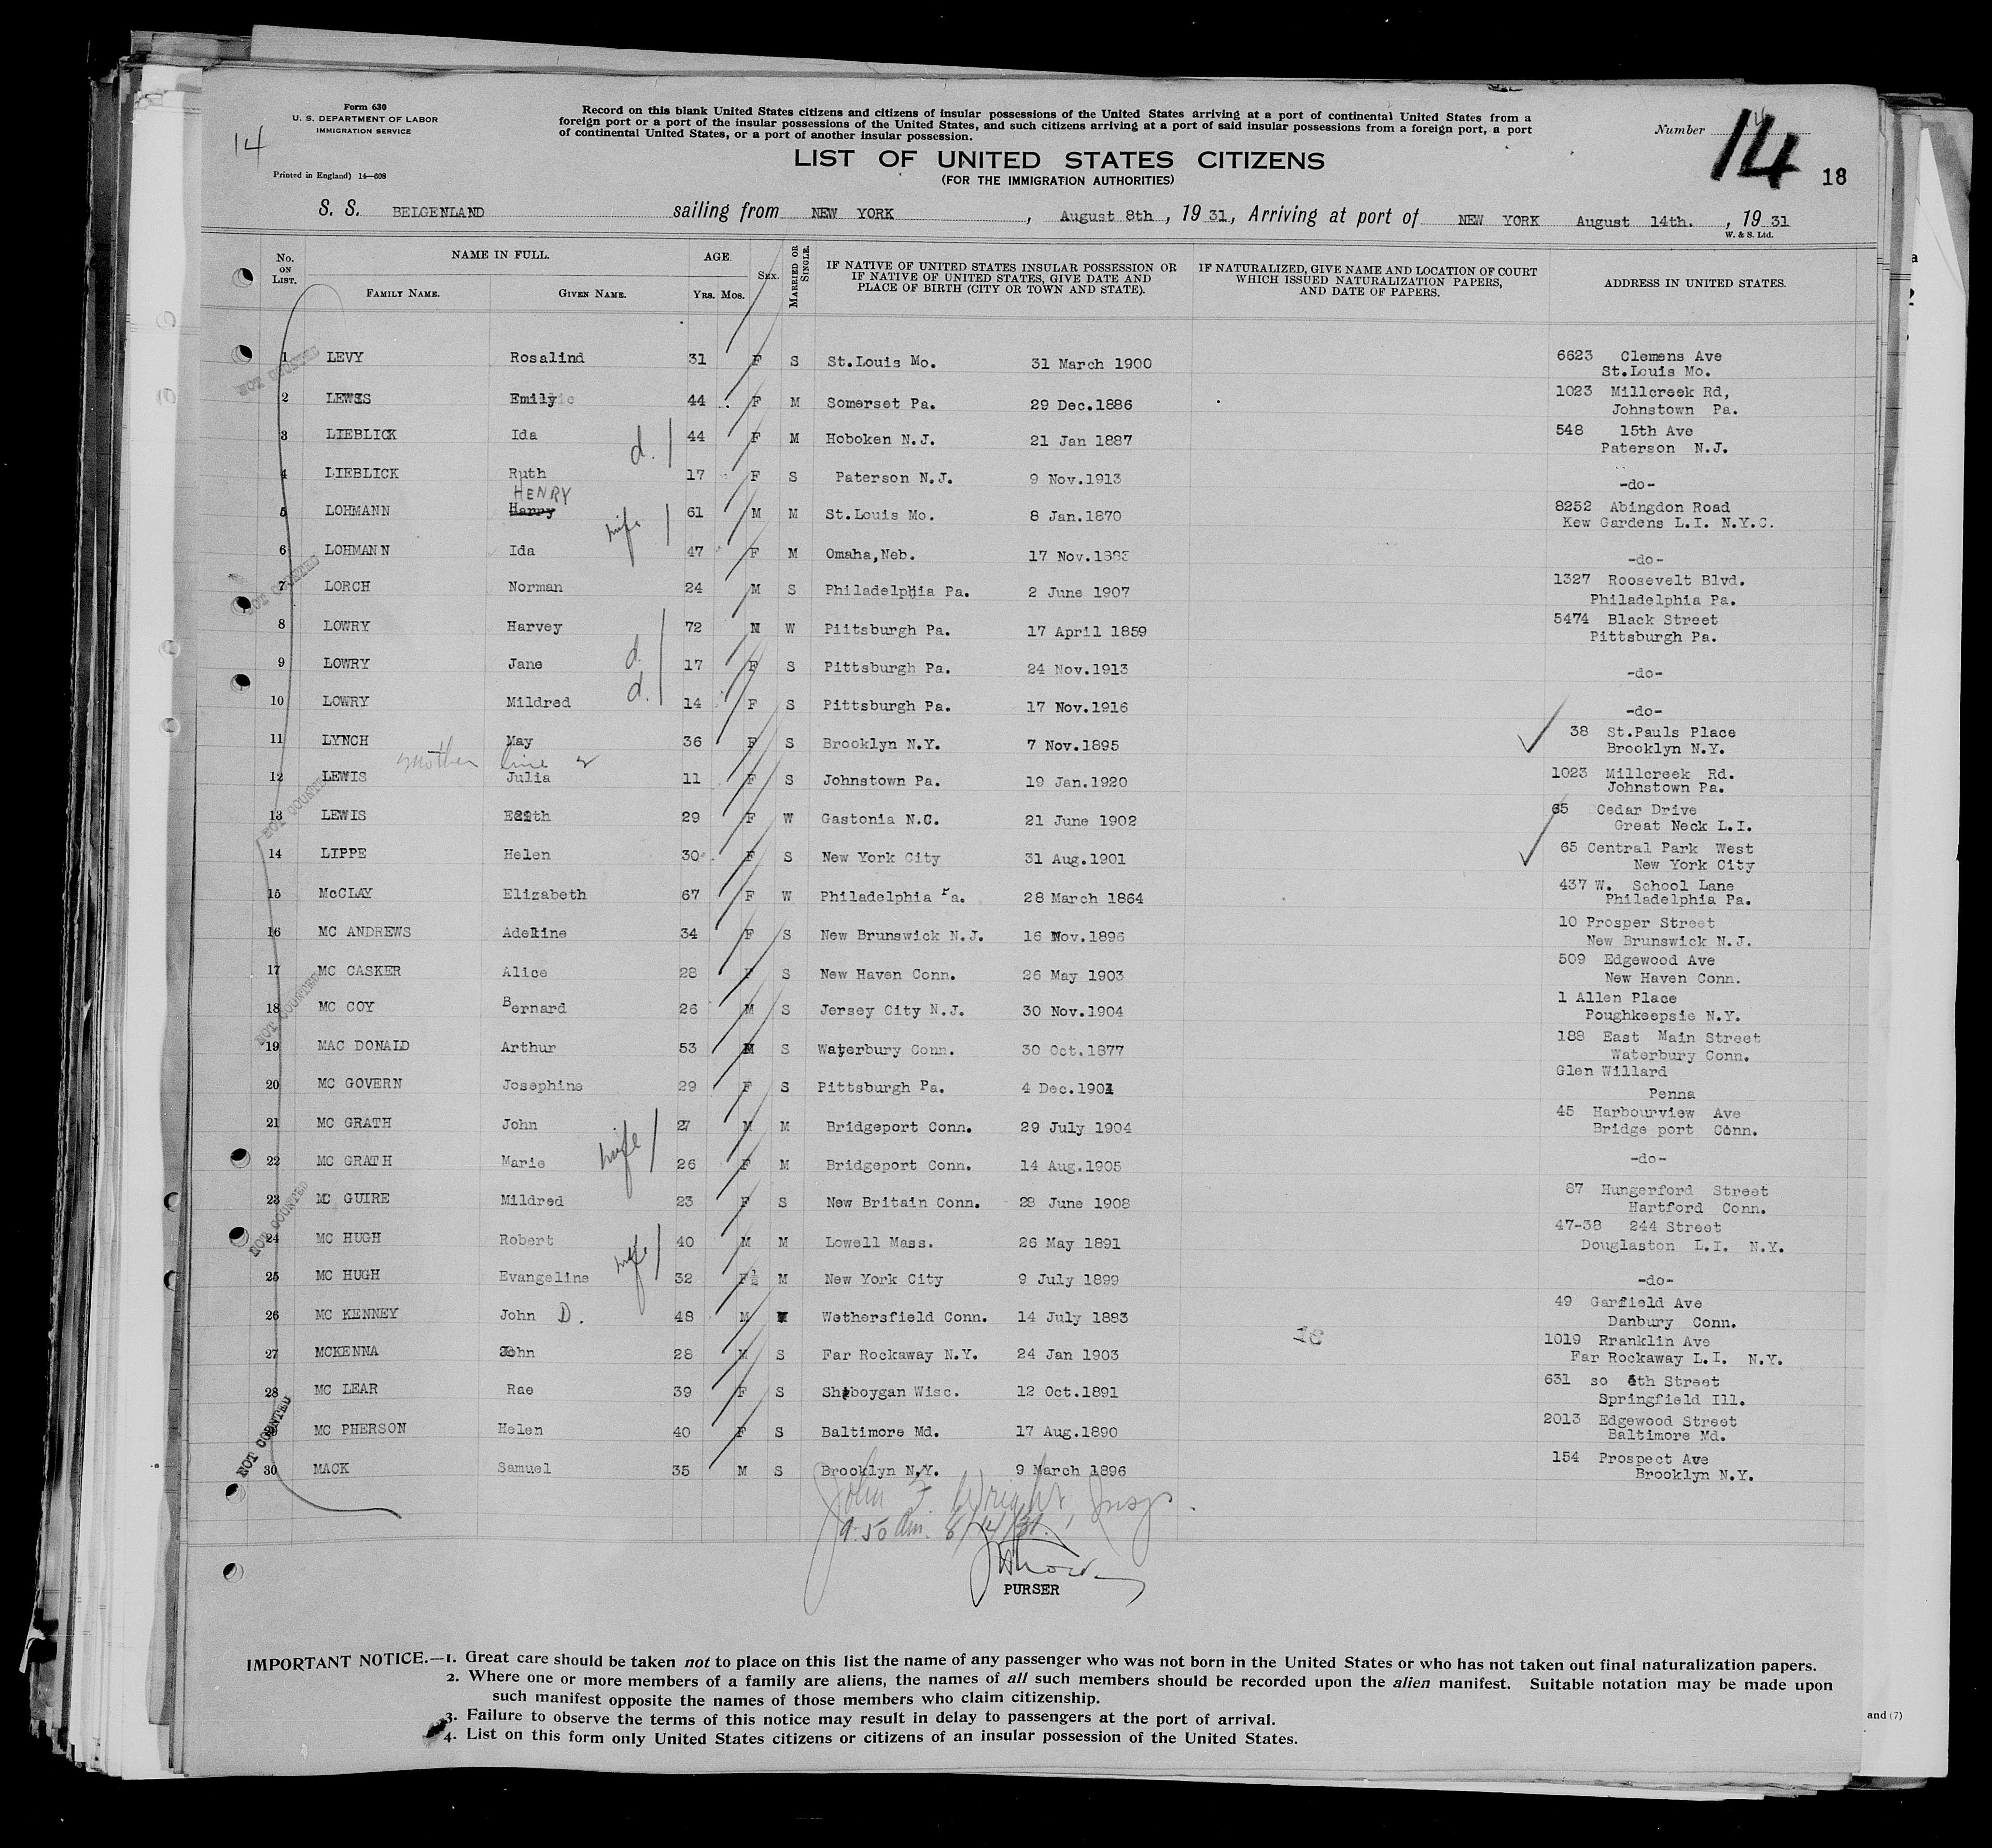 Form 630
U. S. DEPARTMENT OF LABOR
IMMIGRATION SERVICE
14
Printed in England) 14—608
Record on this blank United States citizens and citizens of insular possessions of the United States arriving at a port of continental United States from a
foreign port or a port of the insular possessions of the United States, and such citizens arriving at a port of said insular possessions from a foreign port, a port
of continental United States, or a port of another insular possession.
LIST OF UNITED STATES CITIZENS
(FOR THE IMMIGRATION AUTHORITIES)
Number 14
14
18
S. S. BELGENLAND sailing from NEW YORK, August 8th, 1931, Arriving at port of NEW YORK August 14th., 1931
W. & S. Ltd.
No. ON LIST. NAME IN FULL. FAMILY NAME. GIVEN NAME. AGE. YRS. MOS. SEX. MARRIED OR SINGLE. IF NATIVE OF UNITED STATES INSULAR POSSESSION OR IF NATIVE OF UNITED STATES, GIVE DATE AND PLACE OF BIRTH (CITY OR TOWN AND STATE). IF NATURALIZED, GIVE NAME AND LOCATION OF COURT WHICH ISSUED NATURALIZATION PAPERS, AND DATE OF PAPERS. ADDRESS IN UNITED STATES.
1 LEVY Rosalind 31 F S St.Louis Mo. 31 March 1900 6623 Clemens Ave
St.Louis Mo.
NOT COUNTED
2 LEWIS Emily 44 F M Somerset Pa. 29 Dec.1886 1023 Millcreek Rd,
Johnstown Pa.
3 LIEBLICK Ida d. 44 F M Hoboken N.J. 21 Jan 1887 548 15th Ave
Paterson N.J.
4 LIEBLICK Ruth 17 F S Paterson N.J. 9 Nov.1913 -do-
HENRY
5 LOHMANN Harry wife 61 M M St.Louis Mo. 8 Jan.1870 8252 Abingdon Road
Kew Gardens L.I. N.Y.C.
6 LOHMANN Ida 47 F M Omaha,Neb. 17 Nov.1883 -do-
NOT COUNTED
7 LORCH Norman 24 M S Philadelphia Pa. 2 June 1907 1327 Roosevelt Blvd.
Philadelphia Pa.
8 LOWRY Harvey 72 M W Piitsburgh Pa. 17 April 1859 5474 Black Street
Pittsburgh Pa.
9 LOWRY Jane d. 17 F S Pittsburgh Pa. 24 Nov.1913 -do-
10 LOWRY Mildred d. 14 F S Pittsburgh Pa. 17 Nov.1916 -do-
11 LYNCH May 36 F S Brooklyn N.Y. 7 Nov.1895 38 St.Pauls Place
Brooklyn N.Y.
mother line 2
12 LEWIS Julia 11 F S Johnstown Pa. 19 Jan.1920 1023 Millcreek Rd.
Johnstown Pa.
NOT COUNTED
13 LEWIS Edith 29 F W Gastonia N.C. 21 June 1902 65 Cedar Drive
Great Neck L.I.
14 LIPPE Helen 30 F S New York City 31 Aug.1901 65 Central Park West
New York City
15 McCLAY Elizabeth 67 F W Philadelphia Pa. 28 March 1864 437 W. School Lane
Philadelphia Pa.
16 MC ANDREWS Adeline 34 F S New Brunswick N.J. 16 Nov.1896 10 Prosper Street
New Brunswick N.J.
17 MC CASKER Alice 28 F S New Haven Conn. 26 May 1903 509 Edgewood Ave
New Haven Conn.
NOT COUNTED
18 MC COY Bernard 26 M S Jersey City N.J. 30 Nov.1904 1 Allen Place
Poughkeepsie N.Y.
19 MAC DONALD Arthur 53 M S Waterbury Conn. 30 Oct.1877 188 East Main Street
Waterbury Conn.
20 MC GOVERN Josephine 29 F S Pittsburgh Pa. 4 Dec.1901 Glen Willard
Penna
21 MC GRATH John wife 27 M M Bridgeport Conn. 29 July 1904 45 Harbourview Ave
Bridge port Conn.
22 MC GRATH Marie 26 F M Bridgeport Conn. 14 Aug.1905 -do-
23 MC GUIRE Mildred 23 F S New Britain Conn. 28 June 1908 87 Hungerford Street
Hartford Conn.
NOT COUNTED
24 MC HUGH Robert wife 40 M M Lowell Mass. 26 May 1891 47-38 244 Street
Douglaston L.I. N.Y.
25 MC HUGH Evangeline 32 F M New York City 9 July 1899 -do-
26 MC KENNEY John D. 48 M Wethersfield Conn. 14 July 1883 49 Garfield Ave
Danbury Conn.
18
27 MCKENNA John 28 M S Far Rockaway N.Y. 24 Jan 1903 1019 Rranklin Ave
Far Rockaway L.I. N.Y.
28 MC LEAR Rae 39 F S Sheboygan Wisc. 12 Oct.1891 631 so 6th Street
Springfield Ill.
NOT COUNTED
MC PHERSON Helen 40 F S Baltimore Md. 17 Aug.1890 2013 Edgewood Street
Baltimore Md.
30 MACK Samuel 35 M S Brooklyn N.Y. 9 March 1896 154 Prospect Ave
Brooklyn N.Y.
John F. Wright, Insp.
9.50 am. 8/14/31.
PURSER
IMPORTANT NOTICE.—1. Great care should be taken not to place on this list the name of any passenger who was not born in the United States or who has not taken out final naturalization papers.
2. Where one or more members of a family are aliens, the names of all such members should be recorded upon the alien manifest. Suitable notation may be made upon
such manifest opposite the names of those members who claim citizenship.
3. Failure to observe the terms of this notice may result in delay to passengers at the port of arrival.
4. List on this form only United States citizens or citizens of an insular possession of the United States.
and (7)